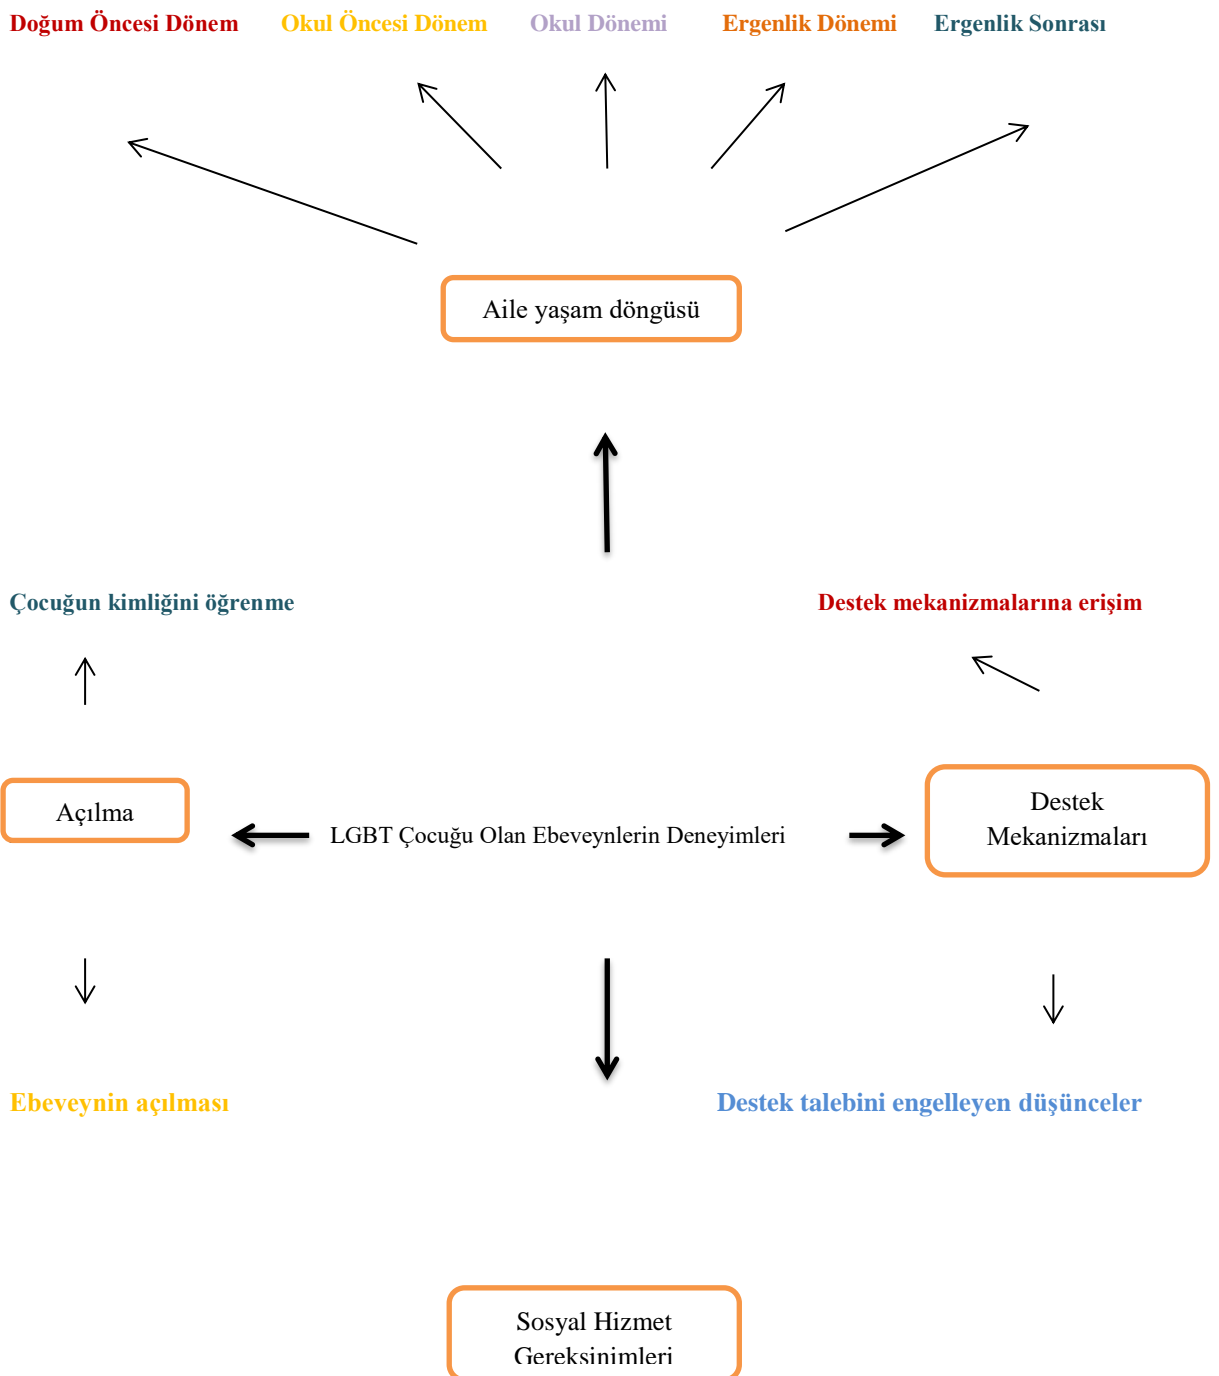 Doğum Öncesi Dönem Okul Öncesi Dönem Okul Dönemi Ergenlik Dönemi Ergenlik Sonrası
Aile yaşam döngüsü
Çocuğun kimliğini öğrenme
Destek mekanizmalarına erişim
Açılma
LGBT Çocuğu Olan Ebeveynlerin Deneyimleri
Destek
Mekanizmaları
Ebeveynin açılması
Destek talebini engelleyen düşünceler
Sosyal Hizmet
Gereksinimleri